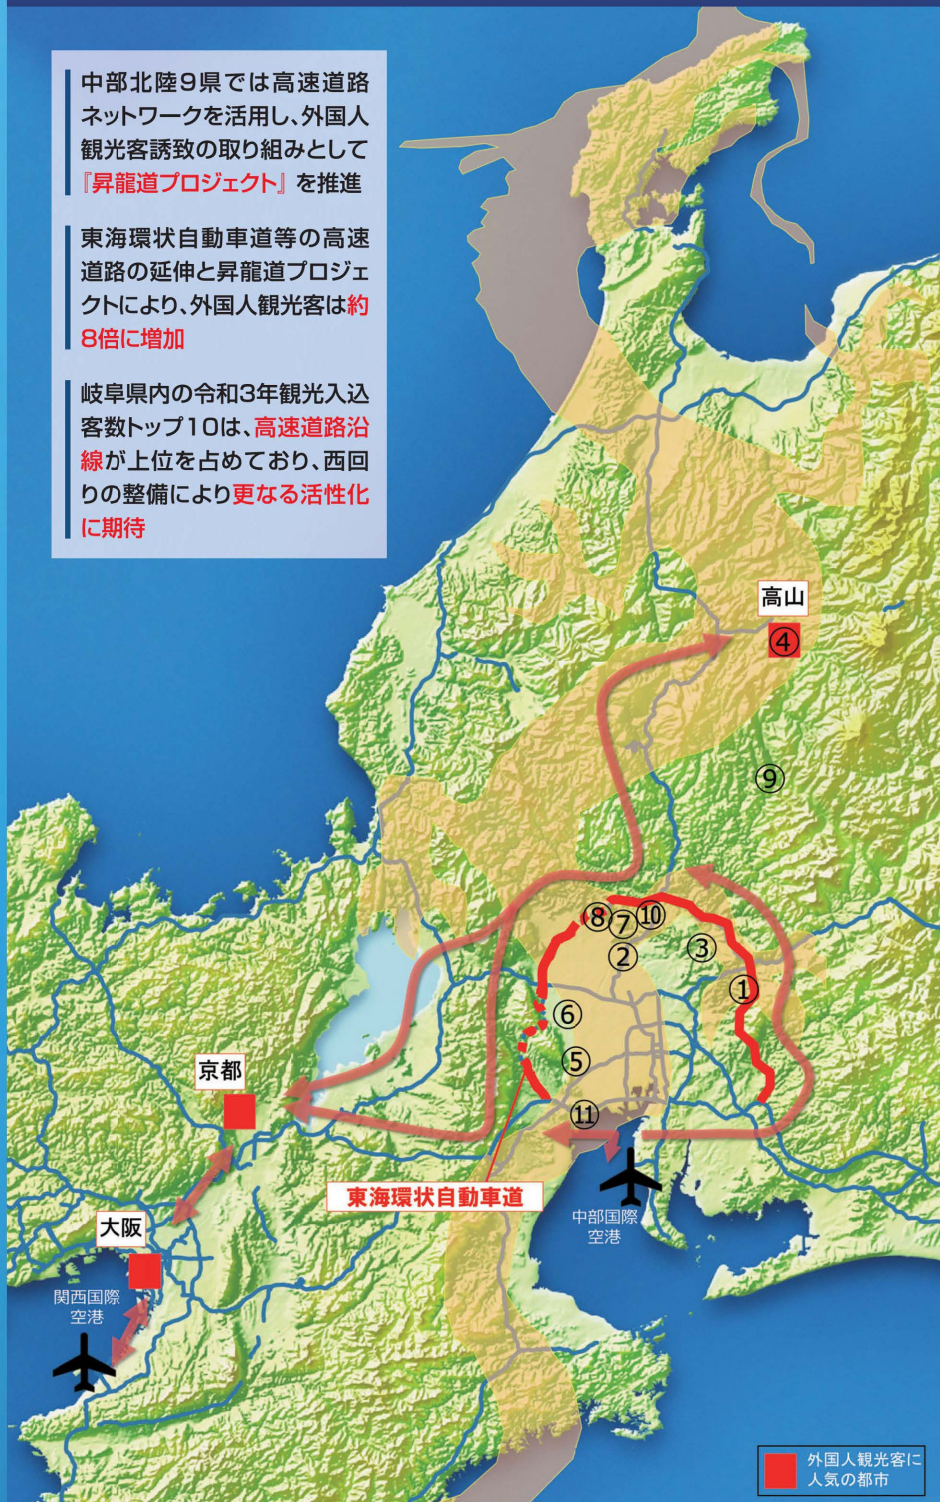 中部北陸9県では高速道路
ネットワークを活用し、外国人
観光客誘致の取り組みとして
『昇龍道プロジェクト』を推進
東海環状自動車道等の高速
道路の延伸と昇龍道プロジェ
クトにより、外国人観光客は約
8倍に増加
岐阜県内の令和3年観光入込
客数トップ10は、高速道路沿
線が上位を占めており、西回
りの整備により更なる活性化
に期待
高山
④
⑨
⑧
⑦
⑩
②
③
①
⑥
⑤
⑪
京都
東海環状自動車道
大阪
中部国際
空港
関西国際
空港
外国人観光客に
人気の都市